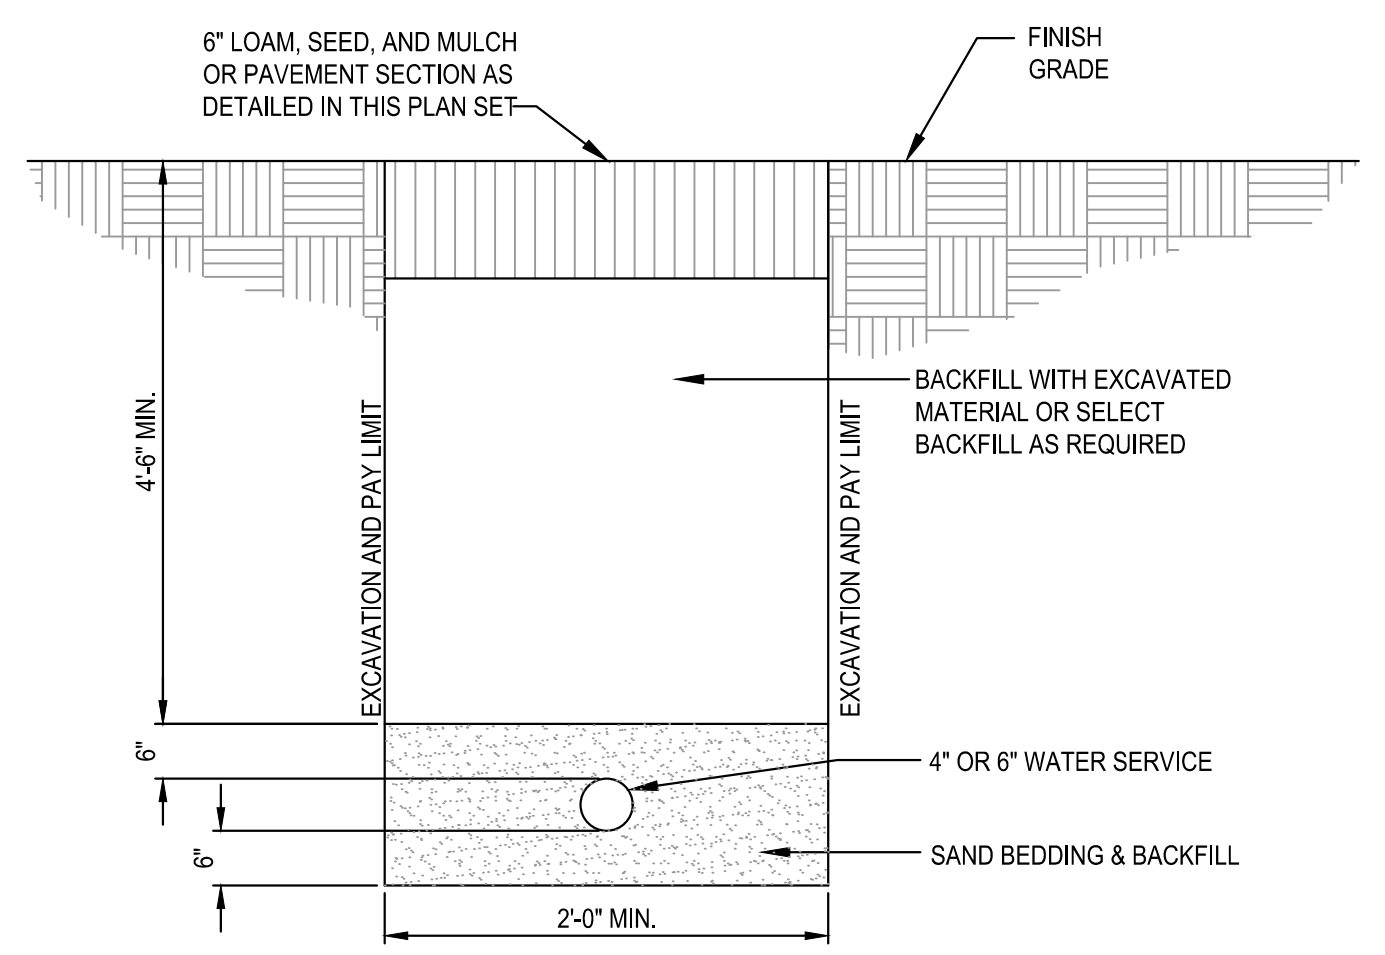 6" LOAM, SEED, AND MULCH
OR PAVEMENT SECTION AS
DETAILED IN THIS PLAN SET
FINISH
GRADE
BACKFILL WITH EXCAVATED
MATERIAL OR SELECT
BACKFILL AS REQUIRED
4'-6" MIN.
EXCAVATION AND PAY LIMIT
EXCAVATION AND PAY LIMIT
6"
4" OR 6" WATER SERVICE
6"
SAND BEDDING & BACKFILL
2'-0" MIN.